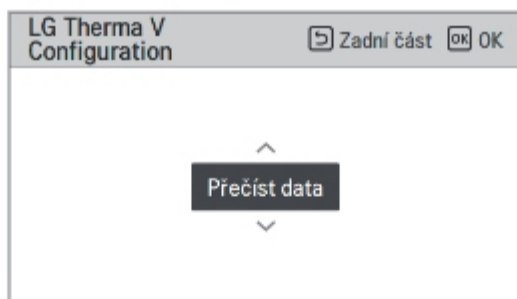 LG Therma V
Configuration
Zadní část OK OK
Přečíst data